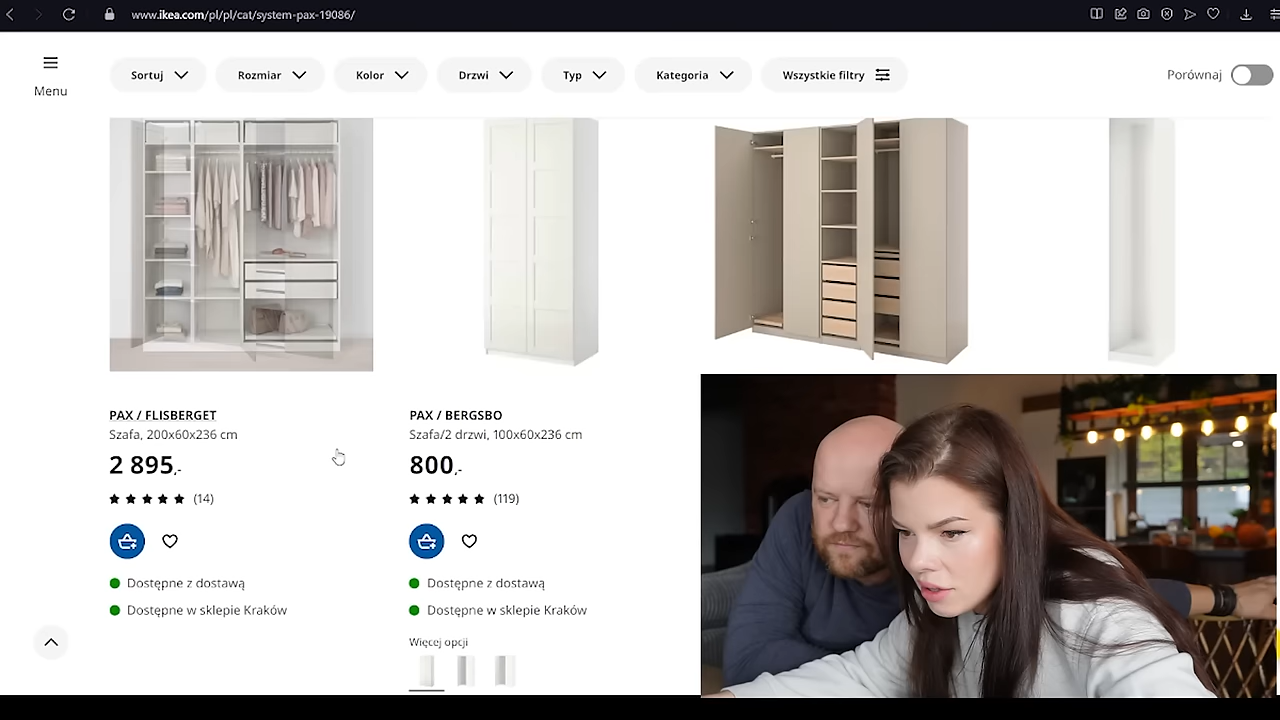 www.ikea.com/pl/pl/cat/system-pax-19086/
Menu
Sortuj
Rozmiar
Kolor
Drzwi
Typ
Kategoria
Wszystkie filtry
Porównaj
PAX / FLISBERGET
Szafa, 200x60x236 cm
2 895,-
(14)
Dostępne z dostawą
Dostępne w sklepie Kraków
PAX / BERGSBO
Szafa/2 drzwi, 100x60x236 cm
800,-
(119)
Dostępne z dostawą
Dostępne w sklepie Kraków
Więcej opcji